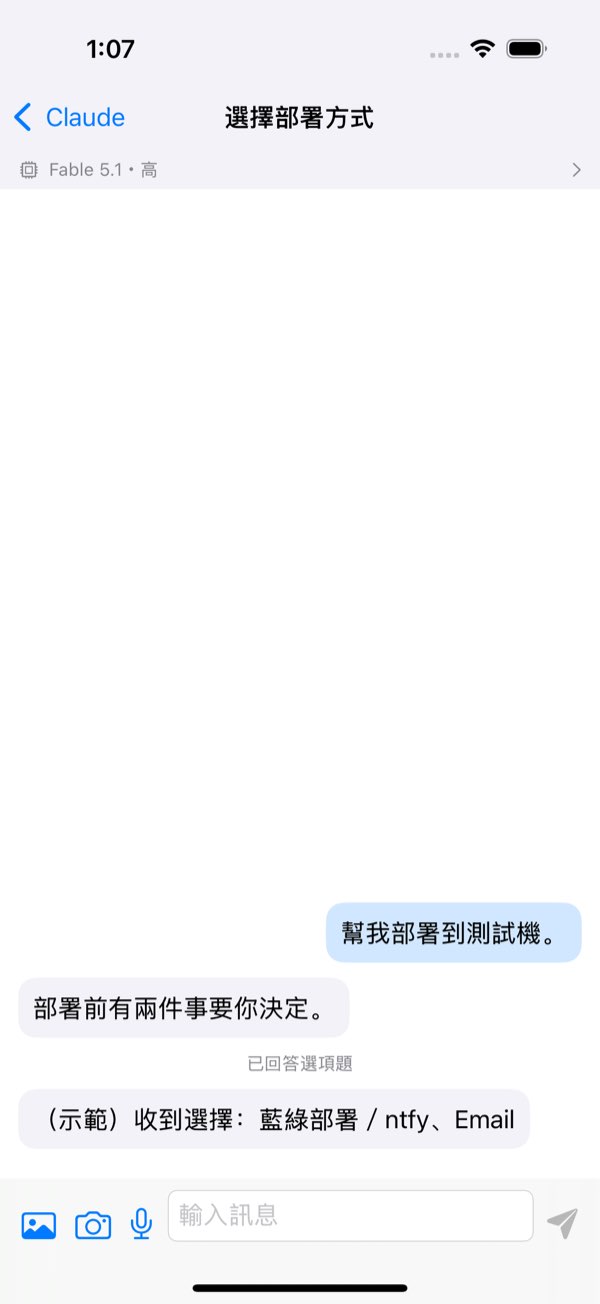 1:07
Claude
選擇部署方式
Fable 5.1 • 高
幫我部署到測試機。
部署前有兩件事要你決定。
已回答選項題
（示範）收到選擇：藍綠部署 / ntfy、Email
輸入訊息